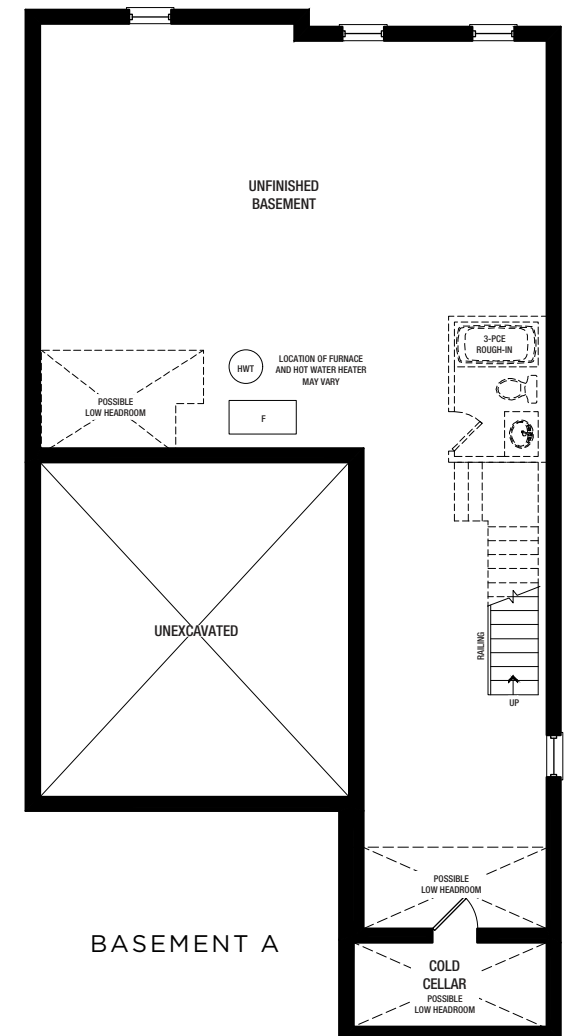 UNFINISHED
BASEMENT
3-PCE
ROUGH-IN
HWT
LOCATION OF FURNACE
AND HOT WATER HEATER
MAY VARY
POSSIBLE
LOW HEADROOM
F
UNEXCAVATED
RAILING
UP
POSSIBLE
LOW HEADROOM
BASEMENT A
COLD
CELLAR
POSSIBLE
LOW HEADROOM